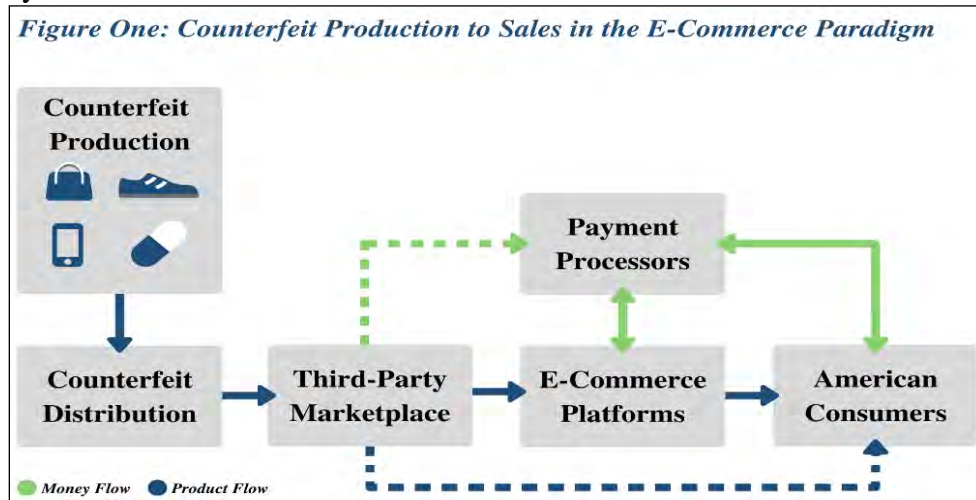 Figure One: Counterfeit Production to Sales in the E-Commerce Paradigm
Counterfeit
Production
Payment
Processors
Counterfeit
Distribution
Third-Party
Marketplace
E-Commerce
Platforms
American
Consumers
Money Flow
Product Flow